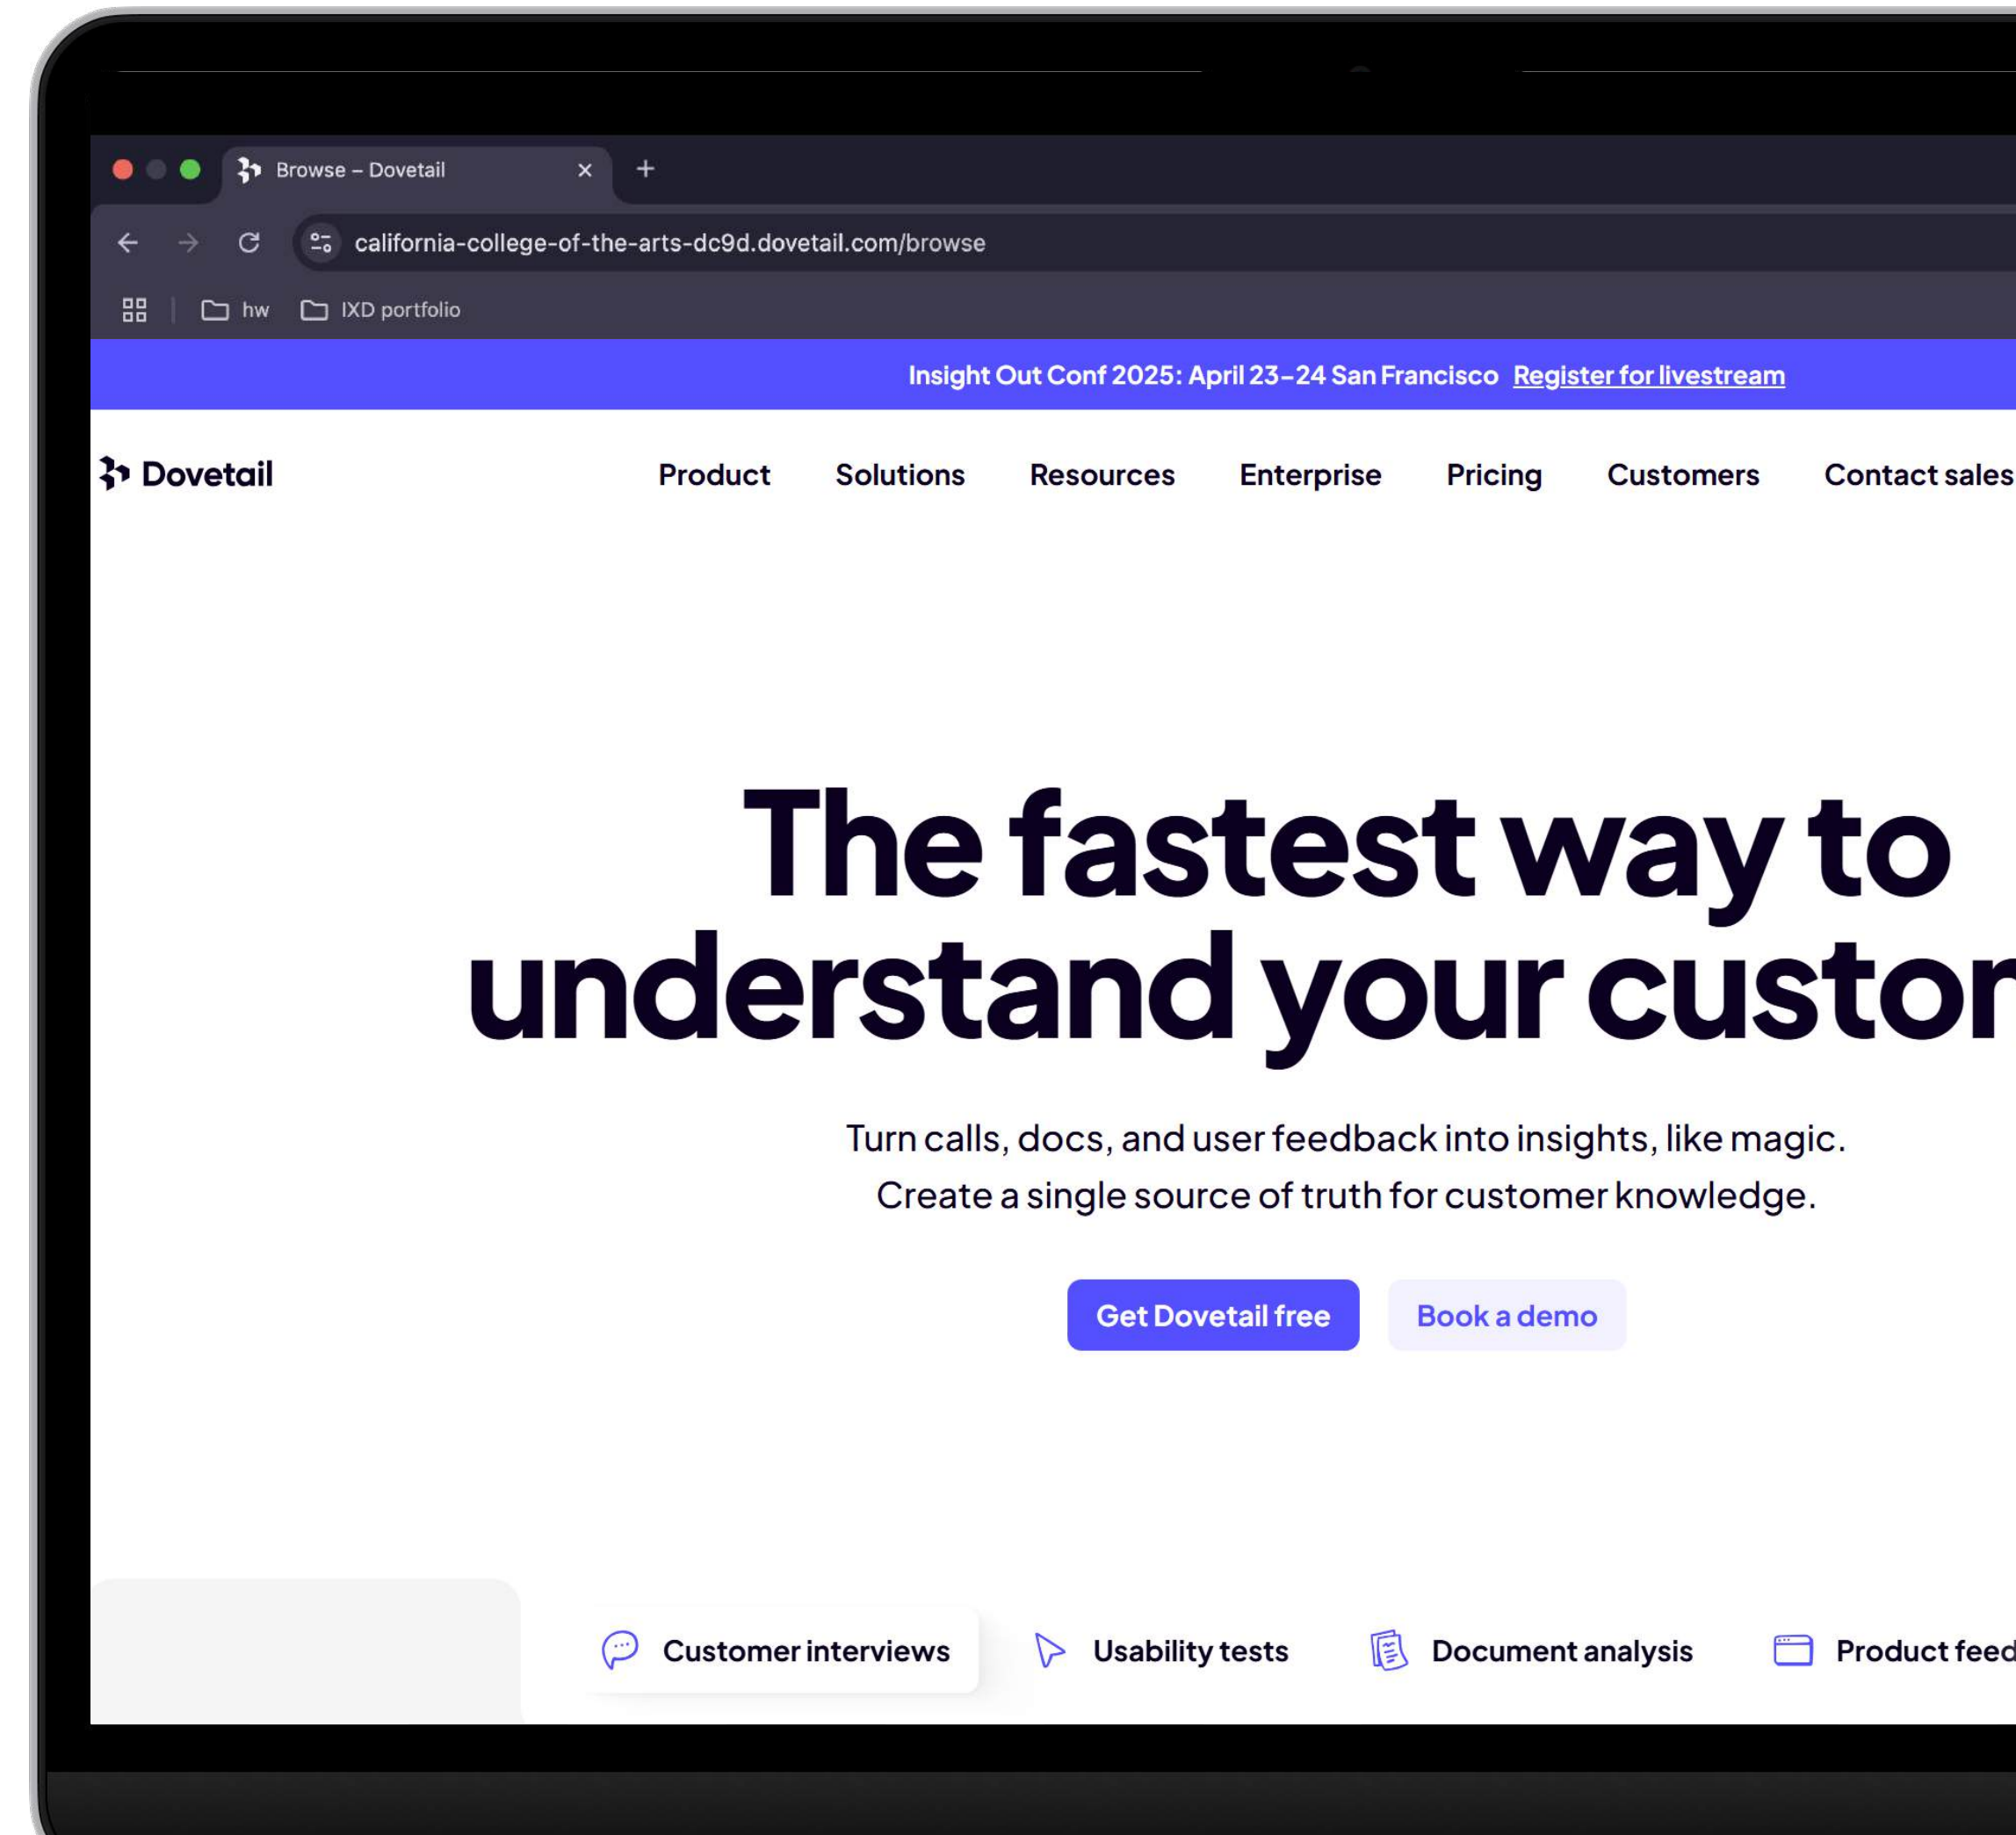 Browse – Dovetail
california-college-of-the-arts-dc9d.dovetail.com/browse
hw IXD portfolio
Insight Out Conf 2025: April 23–24 San Francisco Register for livestream
Dovetail Product Solutions Resources Enterprise Pricing Customers Contact sales
The fastest way to
understand your custom
Turn calls, docs, and user feedback into insights, like magic.
Create a single source of truth for customer knowledge.
Get Dovetail free Book a demo
Customer interviews Usability tests Document analysis Product feed